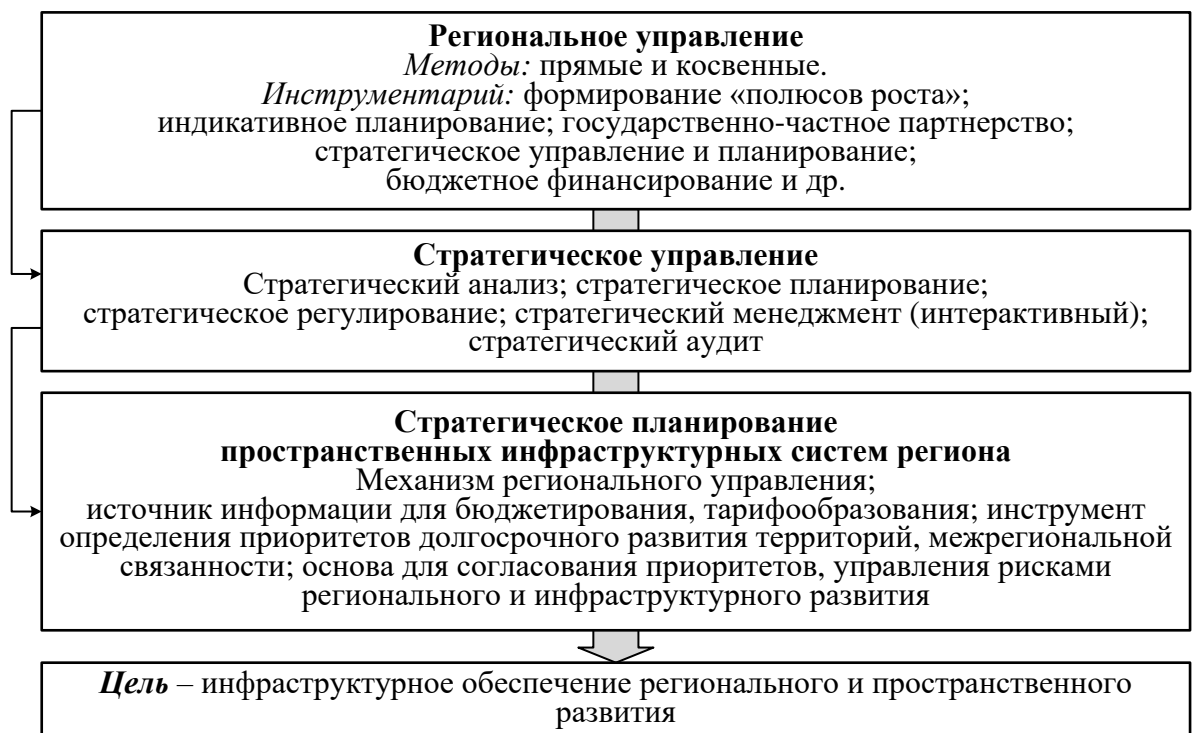 Региональное управление
Методы: прямые и косвенные.
Инструментарий: формирование «полюсов роста»;
индикативное планирование; государственно-частное партнерство;
стратегическое управление и планирование;
бюджетное финансирование и др.
Стратегическое управление
Стратегический анализ; стратегическое планирование;
стратегическое регулирование; стратегический менеджмент (интерактивный);
стратегический аудит
Стратегическое планирование
пространственных инфраструктурных систем региона
Механизм регионального управления;
источник информации для бюджетирования, тарифообразования; инструмент
определения приоритетов долгосрочного развития территорий, межрегиональной
связанности; основа для согласования приоритетов, управления рисками
регионального и инфраструктурного развития
Цель – инфраструктурное обеспечение регионального и пространственного
развития